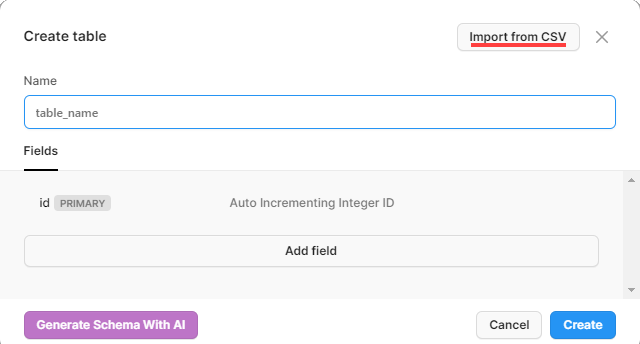 Create table
Import from CSV
Name
table_name
Fields
id PRIMARY Auto Incrementing Integer ID
Add field
Generate Schema With AI
Cancel
Create